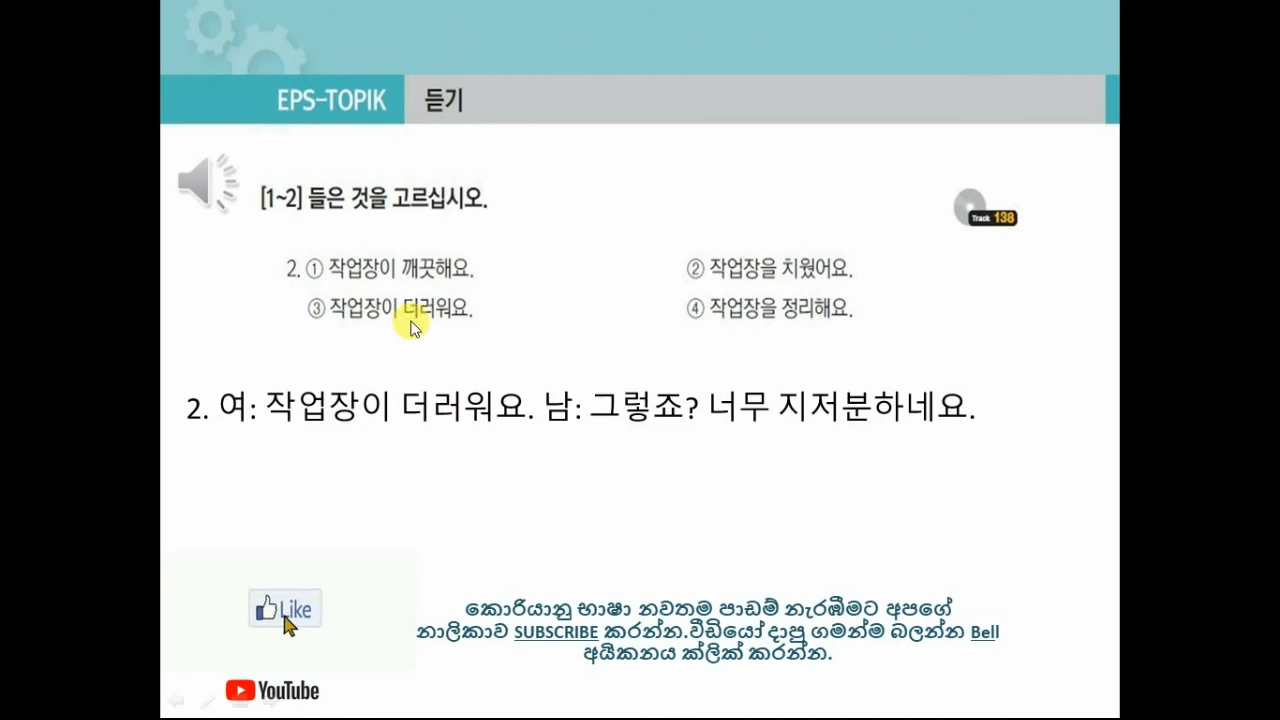 EPS-TOPIK 듣기
[1~2] 들은 것을 고르십시오.
Track 138
2. ① 작업장이 깨끗해요. ② 작업장을 치웠어요.
③ 작업장이 더러워요. ④ 작업장을 정리해요.
2. 여: 작업장이 더러워요. 남: 그렇죠? 너무 지저분하네요.
Like
කොරියානු භාෂා නවතම පාඩම් නැරඹීමට අපගේ
නාලිකාව SUBSCRIBE කරන්න.වීඩියෝ දාපු ගමන්ම බලන්න Bell
අයිකනය ක්ලික් කරන්න.
YouTube